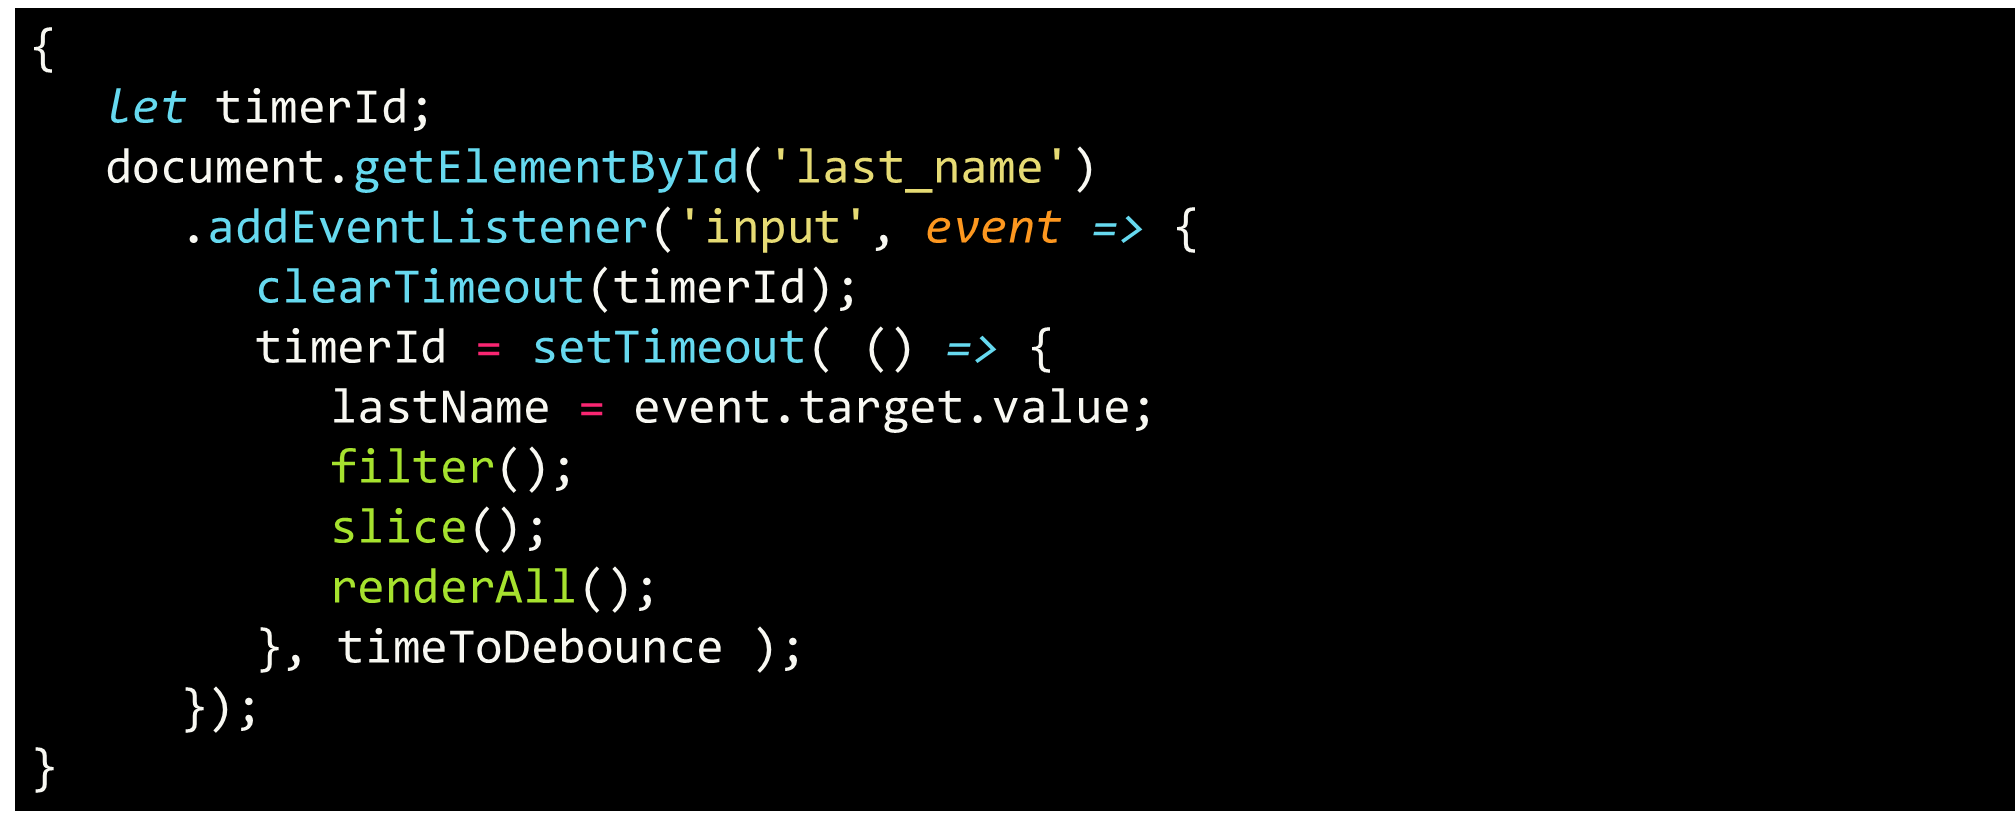 {
let timerId;
document.getElementById('last_name')
.addEventListener('input', event => {
clearTimeout(timerId);
timerId = setTimeout( () => {
lastName = event.target.value;
filter();
slice();
renderAll();
}, timeToDebounce );
});
}